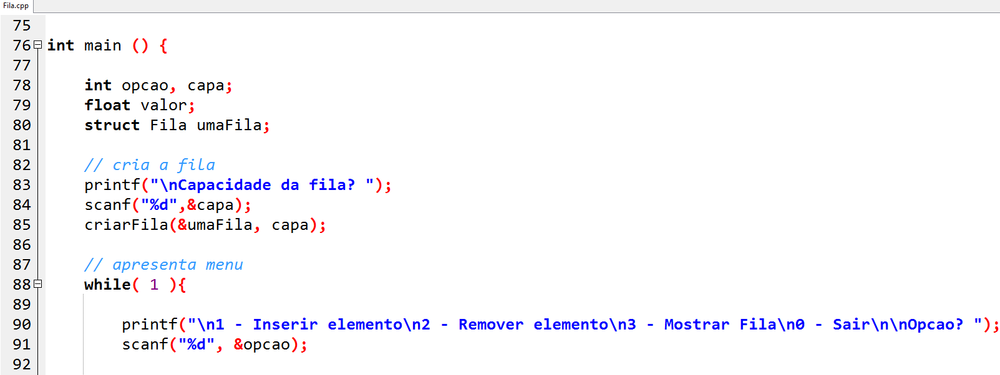 Fila.cpp
75
76 int main () {
77
78 int opcao, capa;
79 float valor;
80 struct Fila umaFila;
81
82 // cria a fila
83 printf("\nCapacidade da fila? ");
84 scanf("%d",&capa);
85 criarFila(&umaFila, capa);
86
87 // apresenta menu
88 while( 1 ){
89
90 printf("\n1 - Inserir elemento\n2 - Remover elemento\n3 - Mostrar Fila\n0 - Sair\n\nOpcao? ");
91 scanf("%d", &opcao);
92